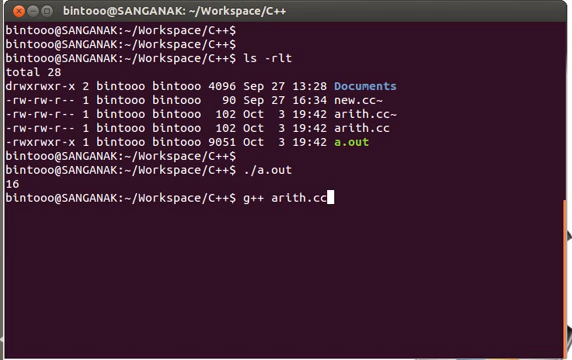 bintooo@SANGANAK: ~/Workspace/C++
bintooo@SANGANAK:~/Workspace/C++$
bintooo@SANGANAK:~/Workspace/C++$
bintooo@SANGANAK:~/Workspace/C++$ ls -rlt
total 28
drwxrwxr-x 2 bintooo bintooo 4096 Sep 27 13:28 Documents
-rw-rw-r-- 1 bintooo bintooo   90 Sep 27 16:34 new.cc~
-rw-rw-r-- 1 bintooo bintooo  102 Oct  3 19:42 arith.cc~
-rw-rw-r-- 1 bintooo bintooo  102 Oct  3 19:42 arith.cc
-rwxrwxr-x 1 bintooo bintooo 9051 Oct  3 19:42 a.out
bintooo@SANGANAK:~/Workspace/C++$
bintooo@SANGANAK:~/Workspace/C++$ ./a.out
16
bintooo@SANGANAK:~/Workspace/C++$ g++ arith.cc